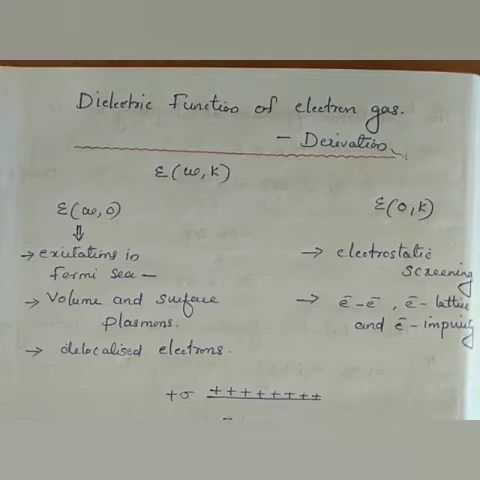 Dielectric Function of electron gas.
- Derivation.
ε(ω, k)
ε(ω, 0)
⇓
→ exutations in
fermi sea -
→ Volume and surface
plasmons.
→ delocalised electrons.
ε(0, k)
→ electrostatic
screening
→ e̅-e̅, e̅-lattice
and e̅-impurity
+σ ++++++++